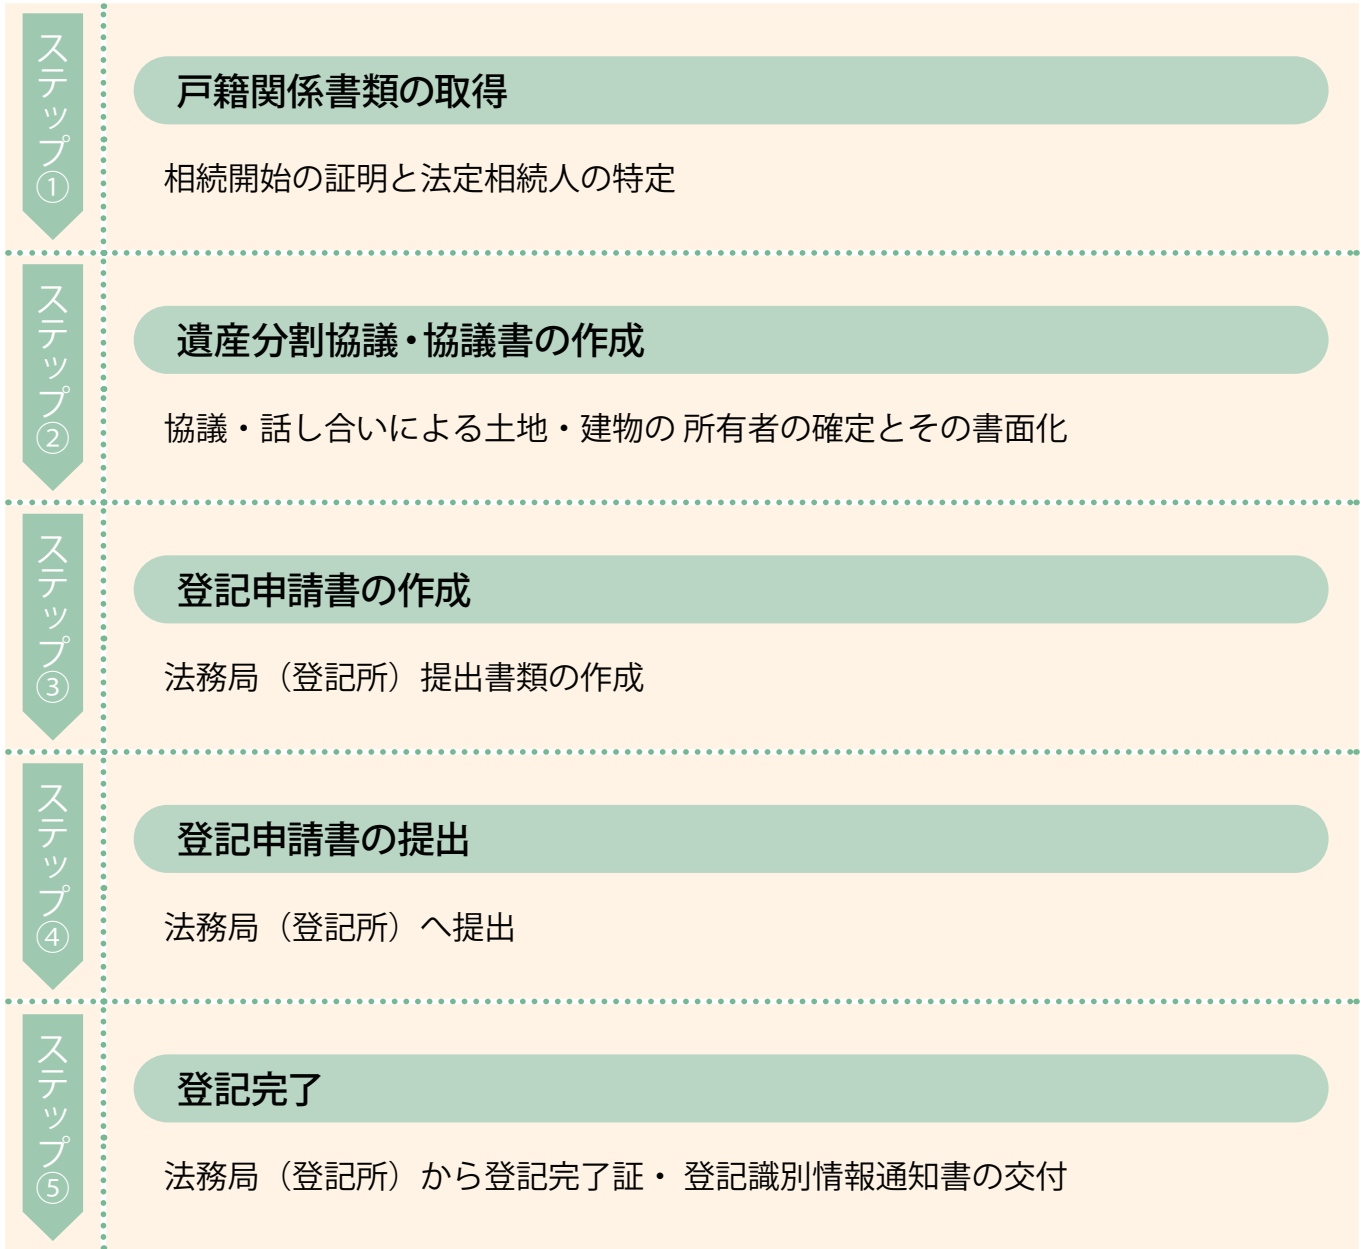 ステップ①
戸籍関係書類の取得
相続開始の証明と法定相続人の特定
ステップ②
遺産分割協議・協議書の作成
協議・話し合いによる土地・建物の 所有者の確定とその書面化
ステップ③
登記申請書の作成
法務局（登記所）提出書類の作成
ステップ④
登記申請書の提出
法務局（登記所）へ提出
ステップ⑤
登記完了
法務局（登記所）から登記完了証・ 登記識別情報通知書の交付